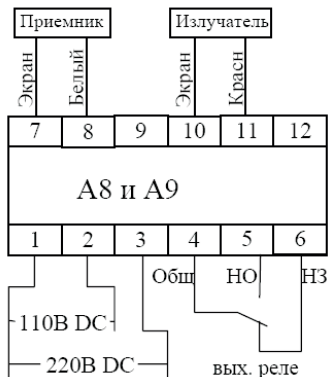 Приемник Излучатель
Экран Белый Экран Красн
7 8 9 10 11 12
А8 и А9
1 2 3 4 5 6
Общ НО НЗ
110В DC
220В DC
вых. реле